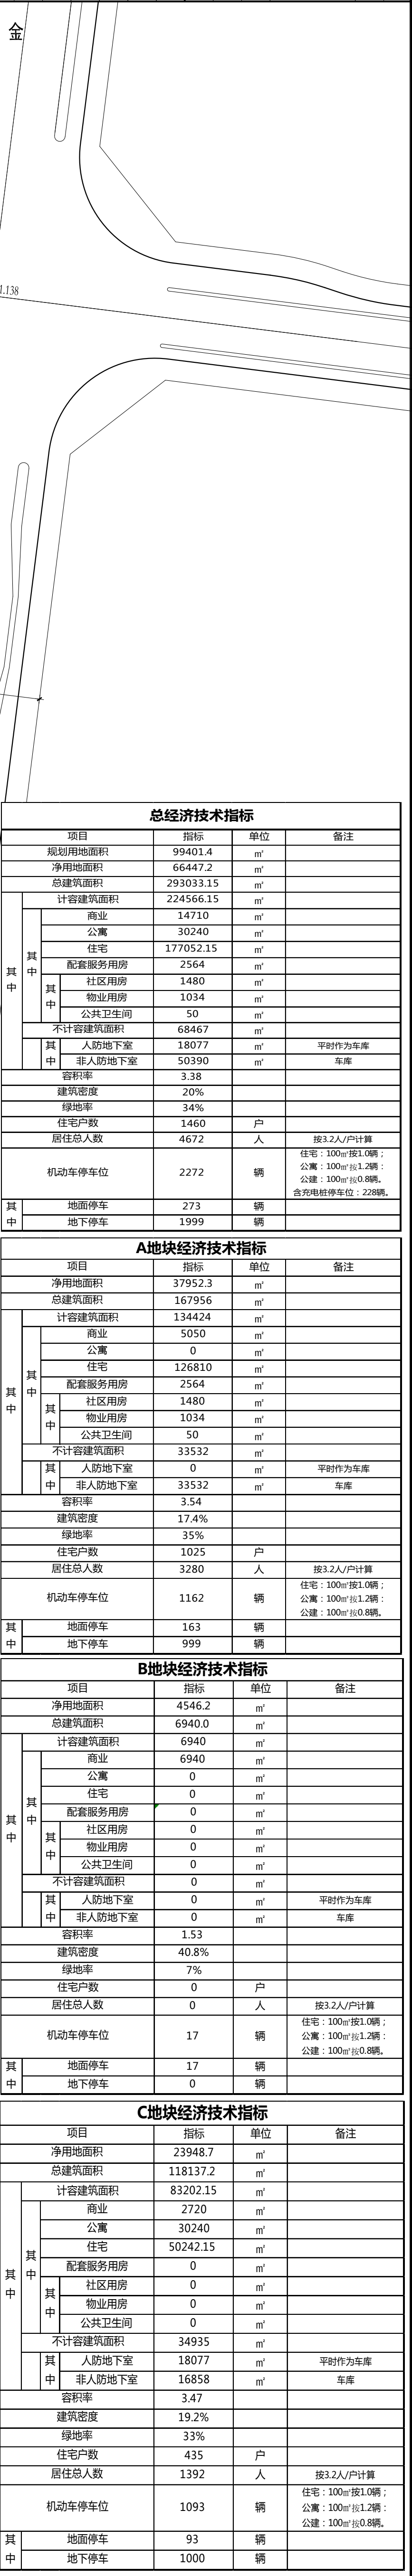 金
1.138
总经济技术指标
项目 指标 单位 备注
规划用地面积 99401.4 ㎡
净用地面积 66447.2 ㎡
总建筑面积 293033.15 ㎡
其中 计容建筑面积 224566.15 ㎡
其中 商业 14710 ㎡
公寓 30240 ㎡
住宅 177052.15 ㎡
配套服务用房 2564 ㎡
其中 社区用房 1480 ㎡
物业用房 1034 ㎡
公共卫生间 50 ㎡
不计容建筑面积 68467 ㎡
其中 人防地下室 18077 ㎡ 平时作为车库
非人防地下室 50390 ㎡ 车库
容积率 3.38
建筑密度 20%
绿地率 34%
住宅户数 1460 户
居住总人数 4672 人 按3.2人/户计算
机动车停车位 2272 辆 住宅：100㎡按1.0辆；
公寓：100㎡按1.2辆：
公建：100㎡按0.8辆。
含充电桩停车位：228辆。
其中 地面停车 273 辆
地下停车 1999 辆
A地块经济技术指标
项目 指标 单位 备注
净用地面积 37952.3 ㎡
总建筑面积 167956 ㎡
其中 计容建筑面积 134424 ㎡
其中 商业 5050 ㎡
公寓 0 ㎡
住宅 126810 ㎡
配套服务用房 2564 ㎡
其中 社区用房 1480 ㎡
物业用房 1034 ㎡
公共卫生间 50 ㎡
不计容建筑面积 33532 ㎡
其中 人防地下室 0 ㎡ 平时作为车库
非人防地下室 33532 ㎡ 车库
容积率 3.54
建筑密度 17.4%
绿地率 35%
住宅户数 1025 户
居住总人数 3280 人 按3.2人/户计算
机动车停车位 1162 辆 住宅：100㎡按1.0辆；
公寓：100㎡按1.2辆：
公建：100㎡按0.8辆。
其中 地面停车 163 辆
地下停车 999 辆
B地块经济技术指标
项目 指标 单位 备注
净用地面积 4546.2 ㎡
总建筑面积 6940.0 ㎡
其中 计容建筑面积 6940 ㎡
其中 商业 6940 ㎡
公寓 0 ㎡
住宅 0 ㎡
配套服务用房 0 ㎡
其中 社区用房 0 ㎡
物业用房 0 ㎡
公共卫生间 0 ㎡
不计容建筑面积 0 ㎡
其中 人防地下室 0 ㎡ 平时作为车库
非人防地下室 0 ㎡ 车库
容积率 1.53
建筑密度 40.8%
绿地率 7%
住宅户数 0 户
居住总人数 0 人 按3.2人/户计算
机动车停车位 17 辆 住宅：100㎡按1.0辆；
公寓：100㎡按1.2辆：
公建：100㎡按0.8辆。
其中 地面停车 17 辆
地下停车 0 辆
C地块经济技术指标
项目 指标 单位 备注
净用地面积 23948.7 ㎡
总建筑面积 118137.2 ㎡
其中 计容建筑面积 83202.15 ㎡
其中 商业 2720 ㎡
公寓 30240 ㎡
住宅 50242.15 ㎡
配套服务用房 0 ㎡
其中 社区用房 0 ㎡
物业用房 0 ㎡
公共卫生间 0 ㎡
不计容建筑面积 34935 ㎡
其中 人防地下室 18077 ㎡ 平时作为车库
非人防地下室 16858 ㎡ 车库
容积率 3.47
建筑密度 19.2%
绿地率 33%
住宅户数 435 户
居住总人数 1392 人 按3.2人/户计算
机动车停车位 1093 辆 住宅：100㎡按1.0辆；
公寓：100㎡按1.2辆：
公建：100㎡按0.8辆。
其中 地面停车 93 辆
地下停车 1000 辆